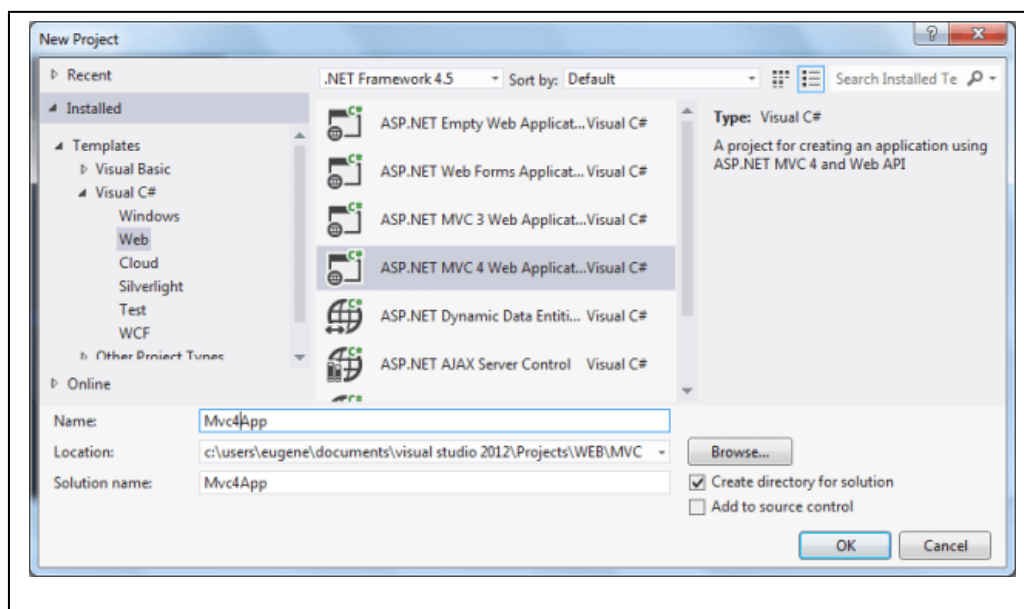 New Project
Recent
.NET Framework 4.5
Sort by: Default
Search Installed Te
Installed
Templates
Visual Basic
Visual C#
Windows
Web
Cloud
Silverlight
Test
WCF
Other Project Types
Online
ASP.NET Empty Web Applicat... Visual C#
ASP.NET Web Forms Applicat... Visual C#
ASP.NET MVC 3 Web Applicat... Visual C#
ASP.NET MVC 4 Web Applicat... Visual C#
ASP.NET Dynamic Data Entiti... Visual C#
ASP.NET AJAX Server Control Visual C#
Type: Visual C#
A project for creating an application using
ASP.NET MVC 4 and Web API
Name: Mvc4App
Location: c:\users\eugene\documents\visual studio 2012\Projects\WEB\MVC
Browse...
Solution name: Mvc4App
Create directory for solution
Add to source control
OK Cancel